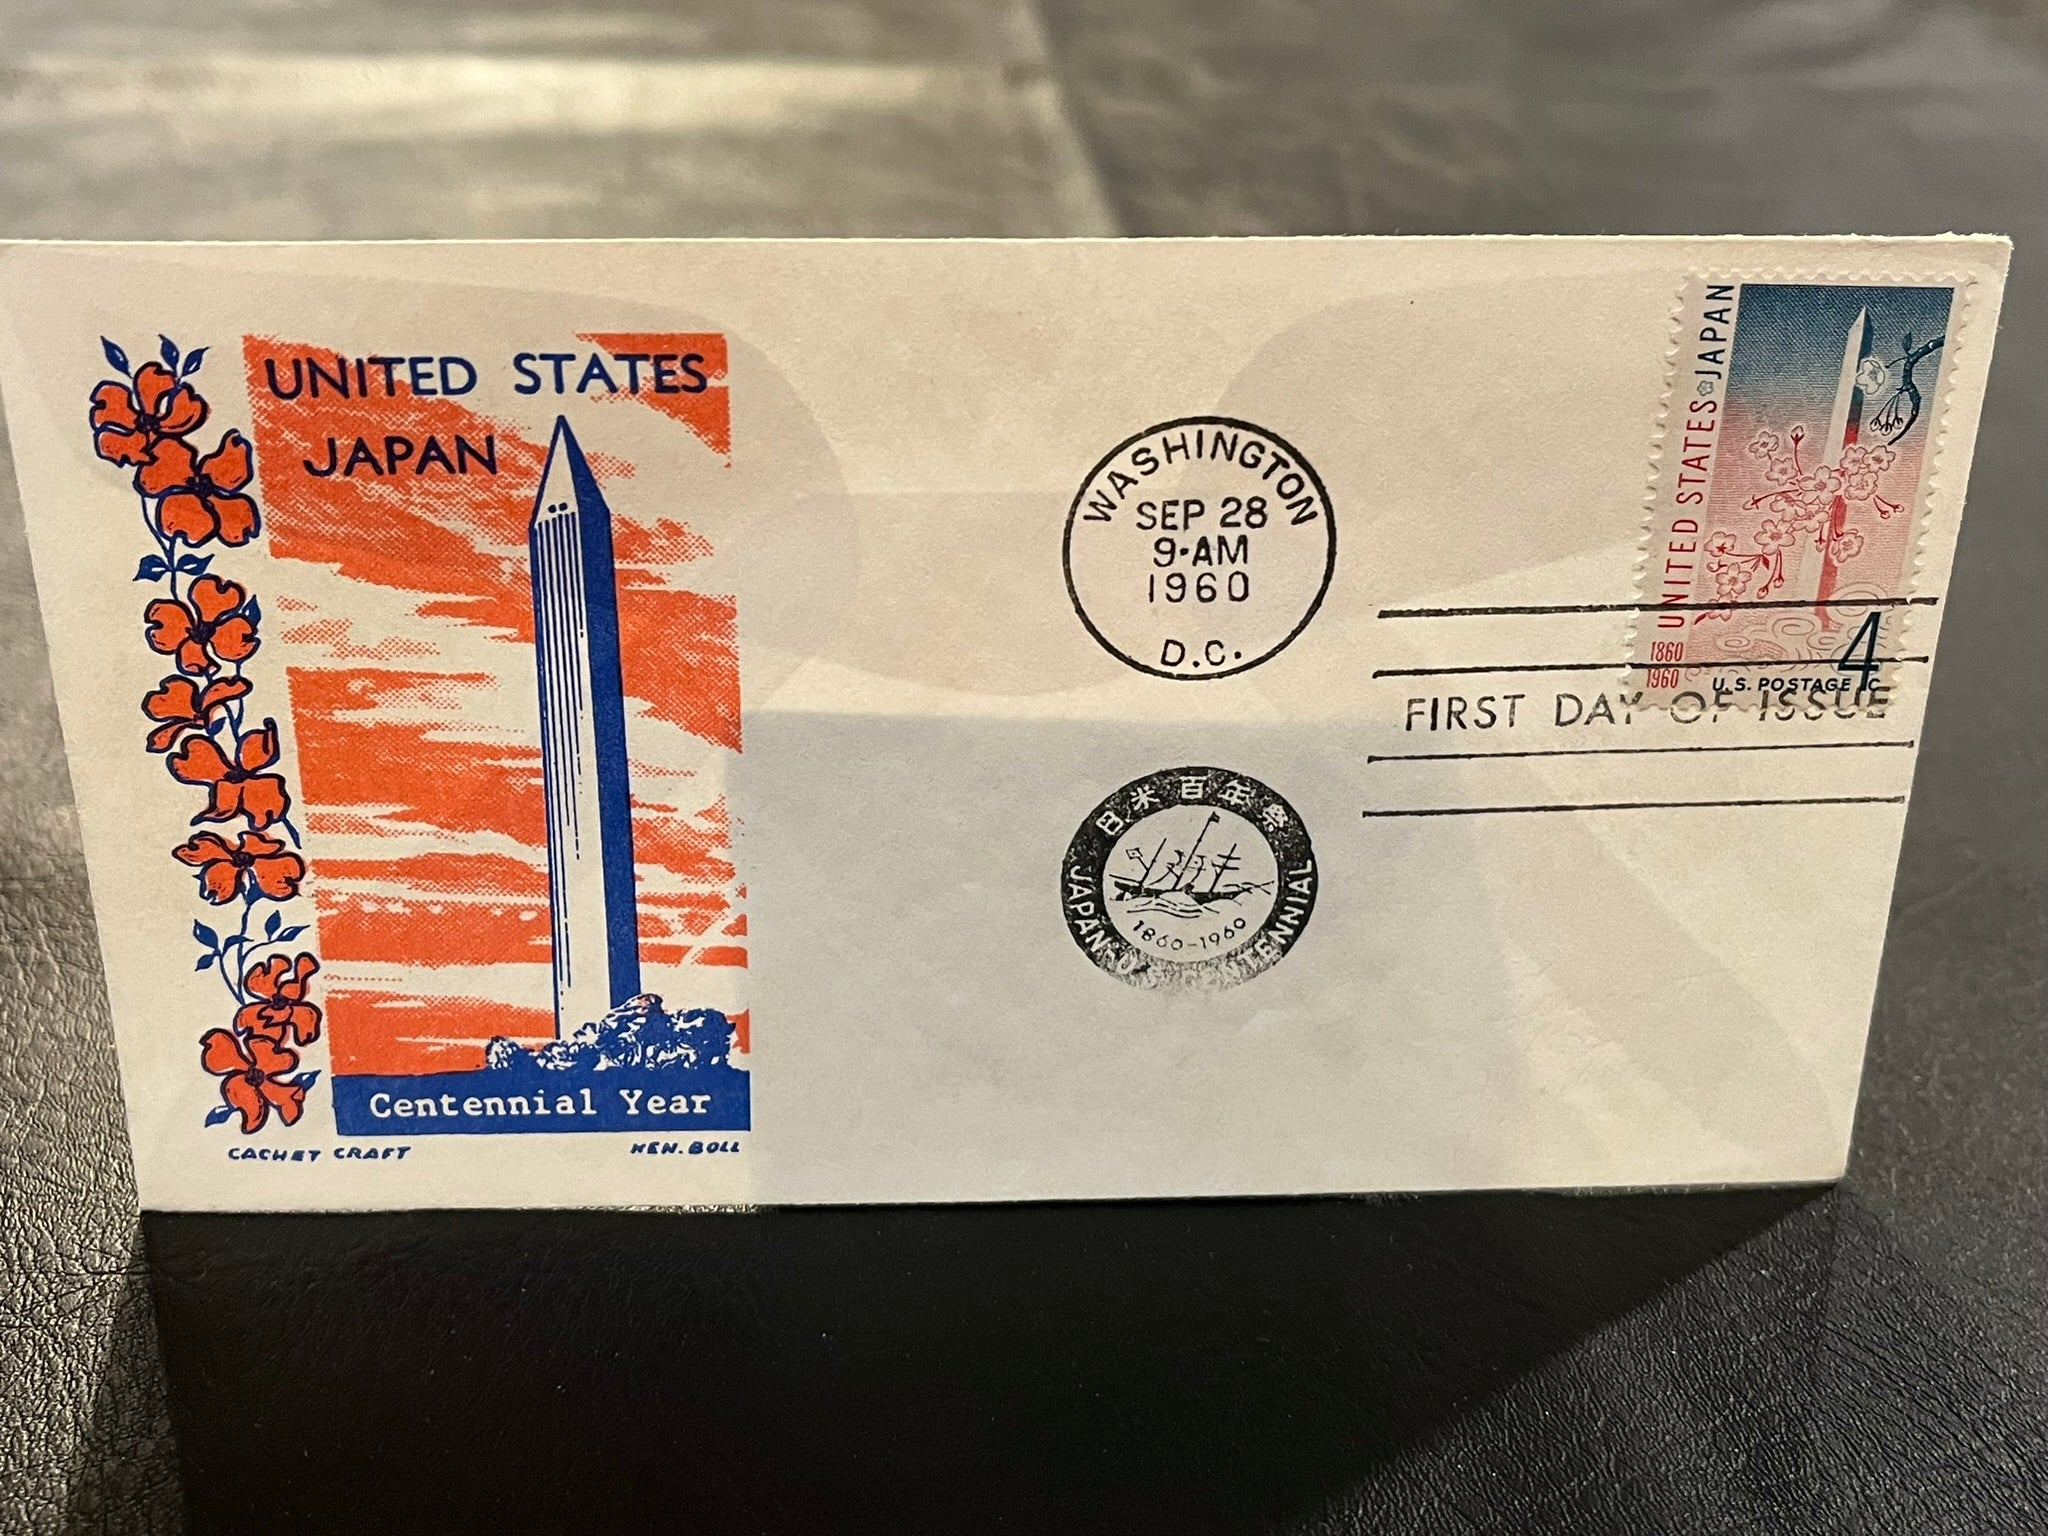 UNITED STATES
JAPAN
Centennial Year
CACHET CRAFT
KEN. BOLL
WASHINGTON
SEP 28
9·AM
1960
D.C.
UNITED STATES JAPAN
1860
1960
4
U.S. POSTAGE C
FIRST DAY OF ISSUE
日米百年祭
1860-1960
JAPAN-U.S. CENTENNIAL